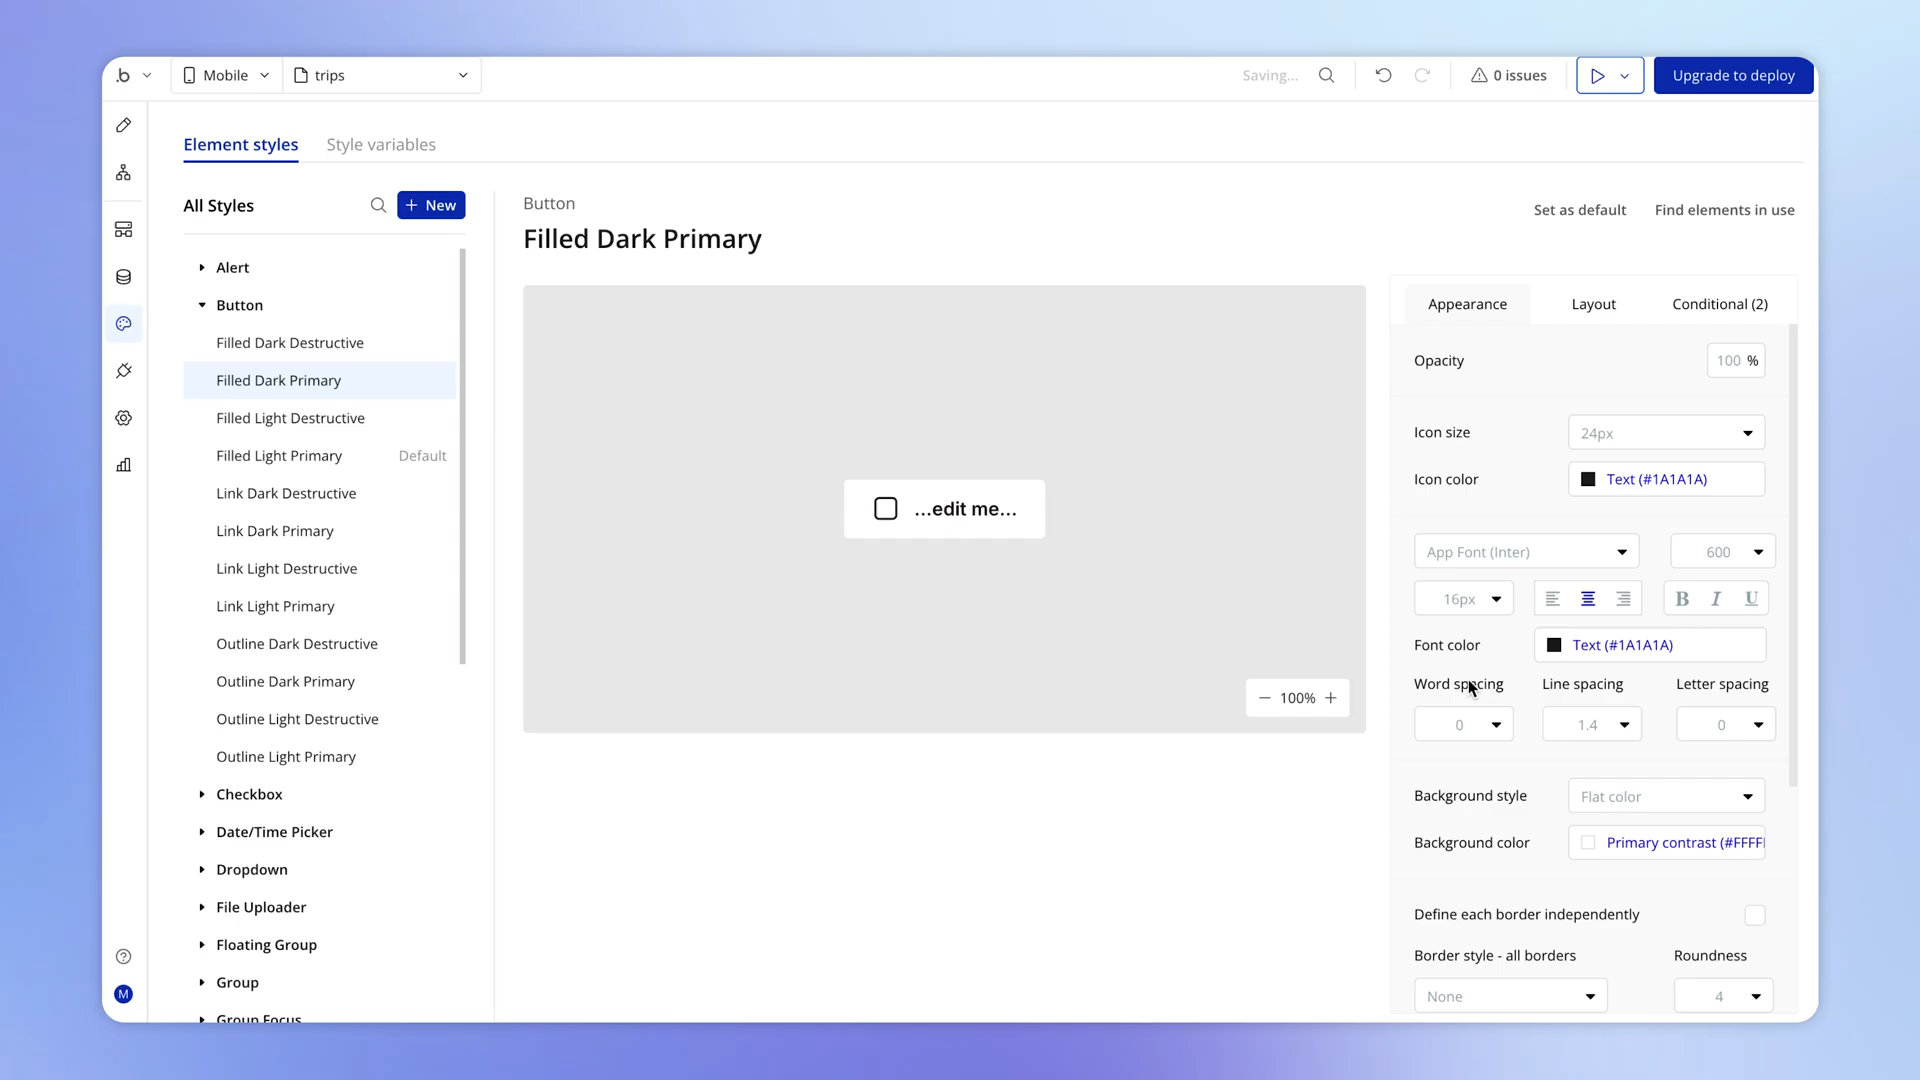 .b
Mobile
trips
Saving...
0 issues
Upgrade to deploy
Element styles
Style variables
All Styles
+ New
Alert
Button
Filled Dark Destructive
Filled Dark Primary
Filled Light Destructive
Filled Light Primary
Default
Link Dark Destructive
Link Dark Primary
Link Light Destructive
Link Light Primary
Outline Dark Destructive
Outline Dark Primary
Outline Light Destructive
Outline Light Primary
Checkbox
Date/Time Picker
Dropdown
File Uploader
Floating Group
Group
Group Focus
M
Button
Filled Dark Primary
Set as default
Find elements in use
...edit me...
100%
Appearance
Layout
Conditional (2)
Opacity
100 %
Icon size
24px
Icon color
Text (#1A1A1A)
App Font (Inter)
600
16px
B I U
Font color
Text (#1A1A1A)
Word spacing
Line spacing
Letter spacing
0
1.4
0
Background style
Flat color
Background color
Primary contrast (#FFFF
Define each border independently
Border style - all borders
Roundness
None
4